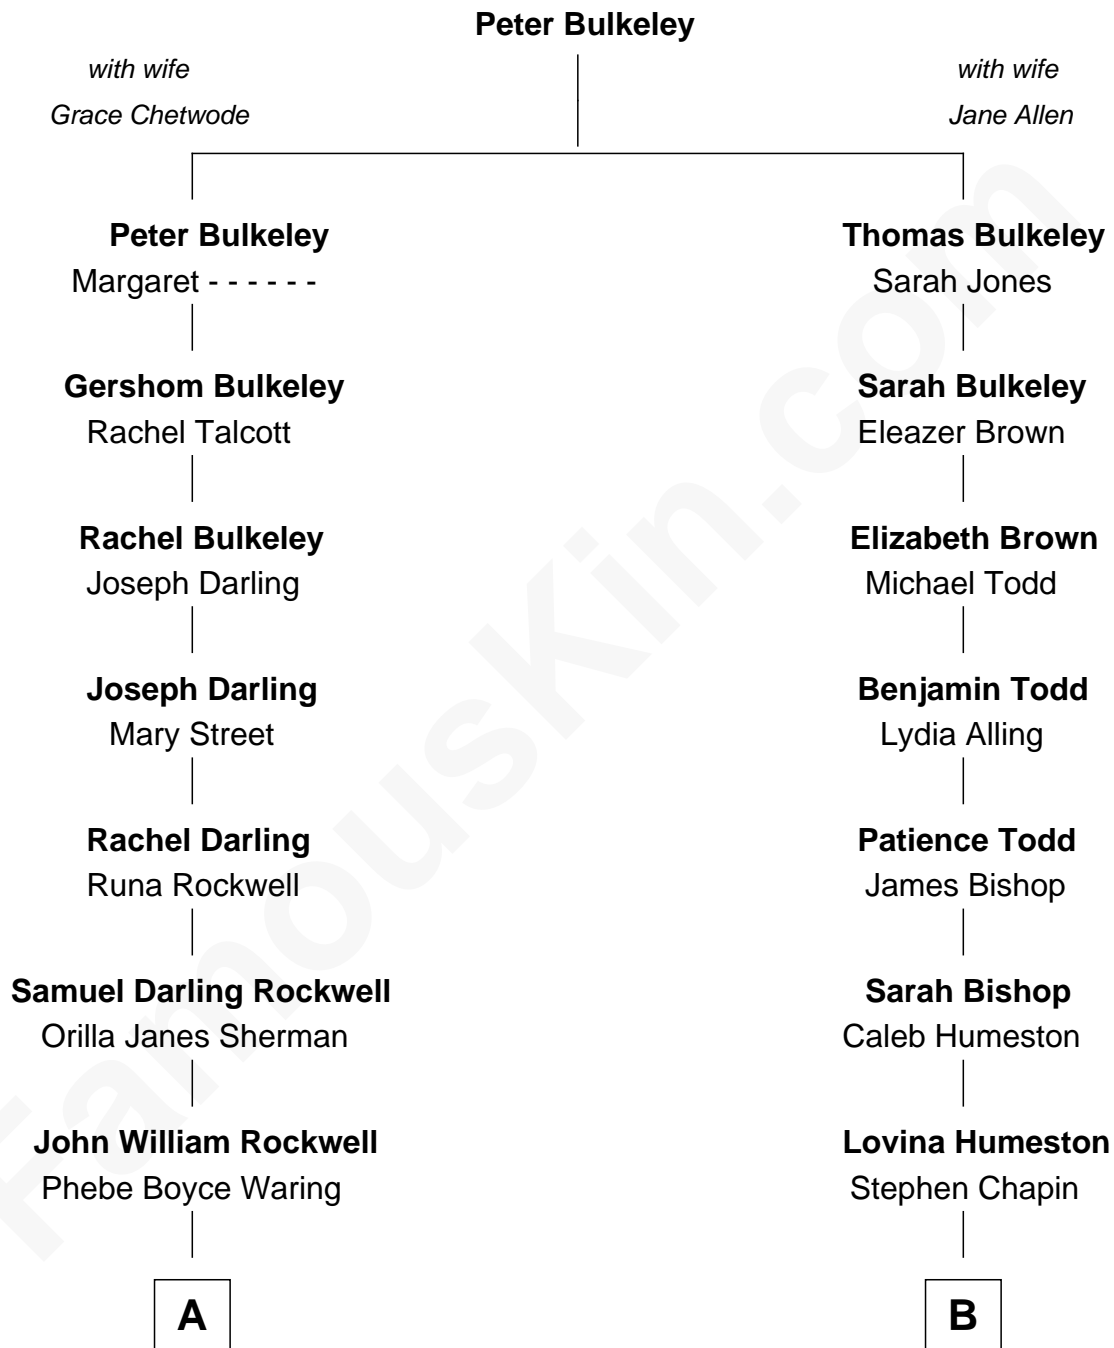 Peter Bulkeley
with wife
Grace Chetwode
with wife
Jane Allen
Peter Bulkeley
Margaret - - - - - -
Thomas Bulkeley
Sarah Jones
Gershom Bulkeley
Rachel Talcott
Sarah Bulkeley
Eleazer Brown
Rachel Bulkeley
Joseph Darling
Elizabeth Brown
Michael Todd
Joseph Darling
Mary Street
Benjamin Todd
Lydia Alling
Rachel Darling
Runa Rockwell
Patience Todd
James Bishop
Samuel Darling Rockwell
Orilla Janes Sherman
Sarah Bishop
Caleb Humeston
John William Rockwell
Phebe Boyce Waring
Lovina Humeston
Stephen Chapin
A
B
FamousKin.com